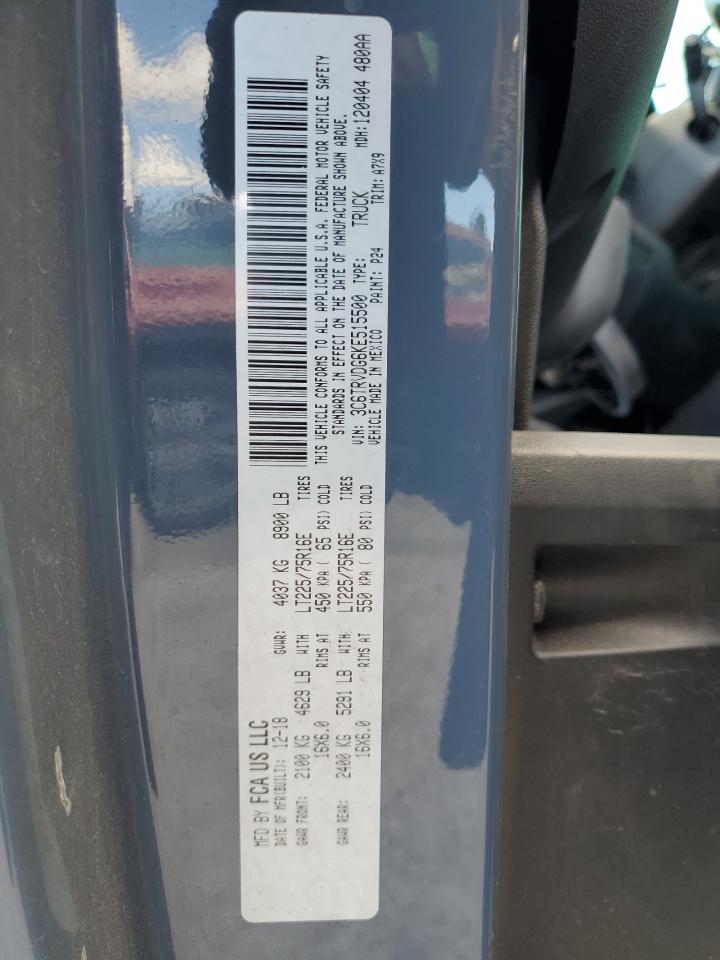 MFD BY FCA US LLC
DATE OF MFR(BUILT): 12-18 GVWR: 4037 KG 8900 LB
GAWR FRONT: 2100 KG 4629 LB WITH LT225/75R16E TIRES
16X6.0 RIMS AT 450 KPA ( 65 PSI) COLD
GAWR REAR: 2400 KG 5291 LB WITH: LT225/75R16E TIRES
16X6.0 RIMS AT 550 KPA ( 80 PSI) COLD
THIS VEHICLE CONFORMS TO ALL APPLICABLE U.S.A. FEDERAL MOTOR VEHICLE SAFETY
STANDARDS IN EFFECT ON THE DATE OF MANUFACTURE SHOWN ABOVE.
VIN: 3C6TRVDG6KE515500 TYPE: TRUCK MDH:120404 480AA
VEHICLE MADE IN MEXICO PAINT: P24 TRIM: A7X9